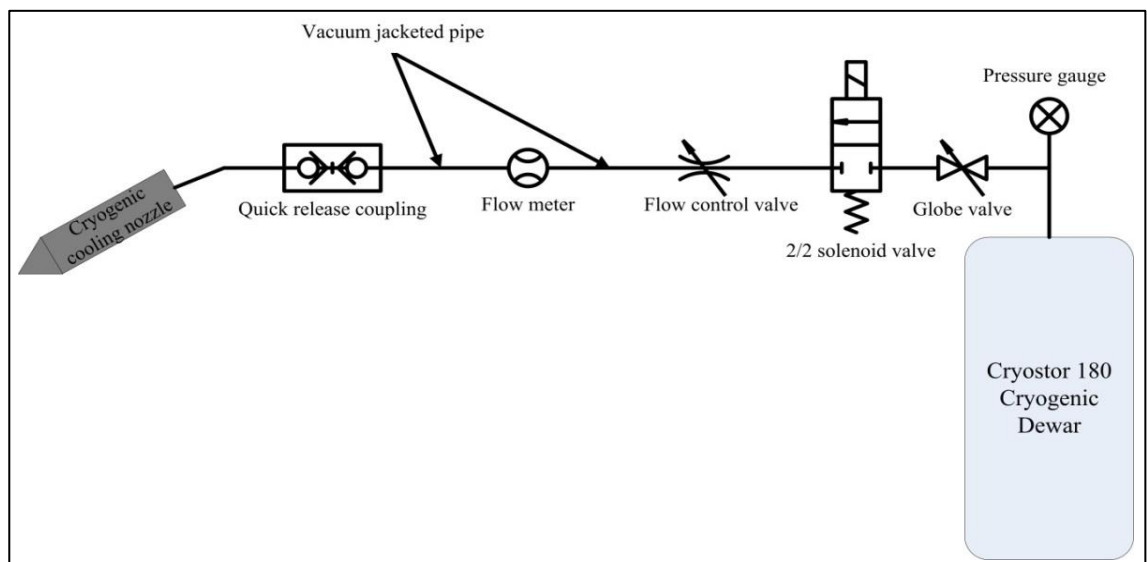 Vacuum jacketed pipe
Pressure gauge
Cryogenic
cooling nozzle
Quick release coupling
Flow meter
Flow control valve
Globe valve
2/2 solenoid valve
Cryostor 180
Cryogenic
Dewar